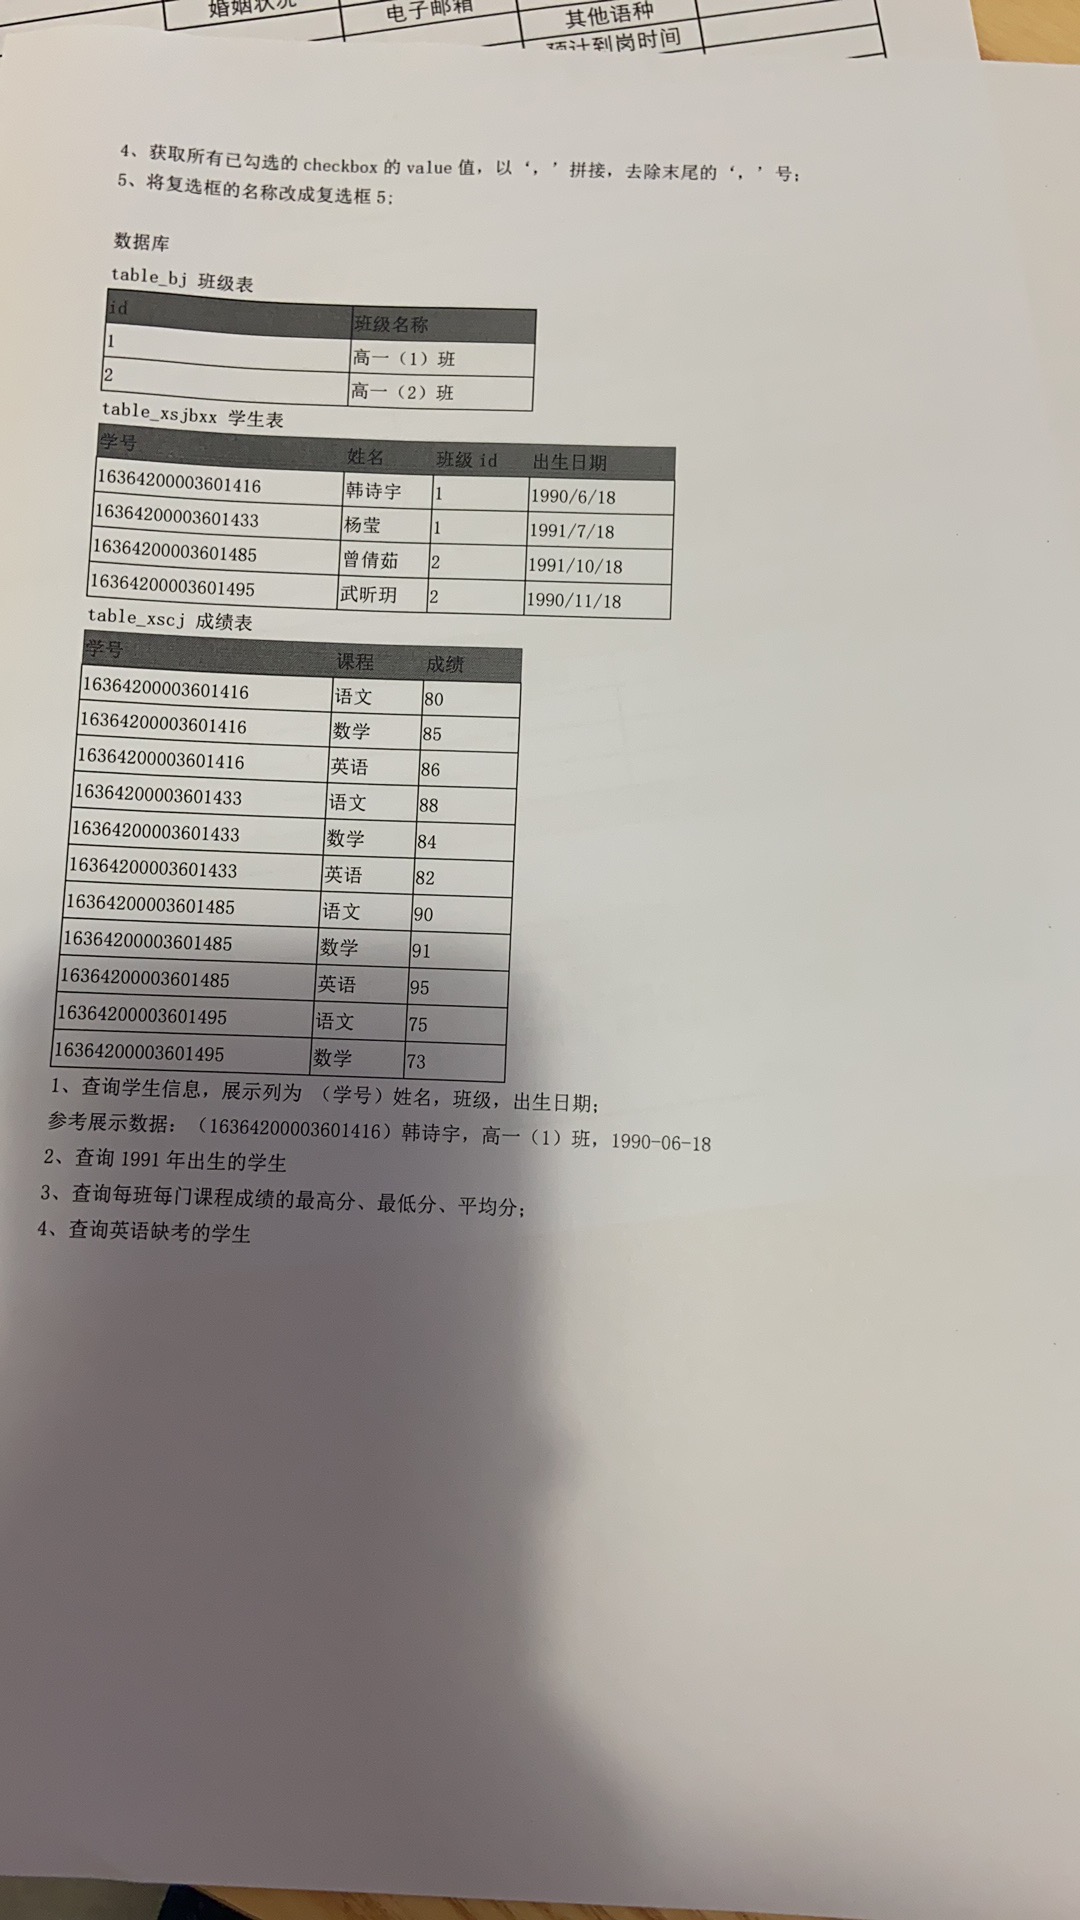 婚姻状况
电子邮箱
其他语种
预计到岗时间
4、获取所有已勾选的 checkbox 的 value 值，以‘，’拼接，去除末尾的‘，’号；
5、将复选框的名称改成复选框 5；
数据库
table_bj 班级表
id 班级名称
1 高一（1）班
2 高一（2）班
table_xsjbxx 学生表
学号 姓名 班级 id 出生日期
16364200003601416 韩诗宇 1 1990/6/18
16364200003601433 杨莹 1 1991/7/18
16364200003601485 曾倩茹 2 1991/10/18
16364200003601495 武昕玥 2 1990/11/18
table_xscj 成绩表
学号 课程 成绩
16364200003601416 语文 80
16364200003601416 数学 85
16364200003601416 英语 86
16364200003601433 语文 88
16364200003601433 数学 84
16364200003601433 英语 82
16364200003601485 语文 90
16364200003601485 数学 91
16364200003601485 英语 95
16364200003601495 语文 75
16364200003601495 数学 73
1、查询学生信息，展示列为 （学号）姓名，班级，出生日期；
参考展示数据：（16364200003601416）韩诗宇，高一（1）班，1990-06-18
2、查询 1991 年出生的学生
3、查询每班每门课程成绩的最高分、最低分、平均分；
4、查询英语缺考的学生